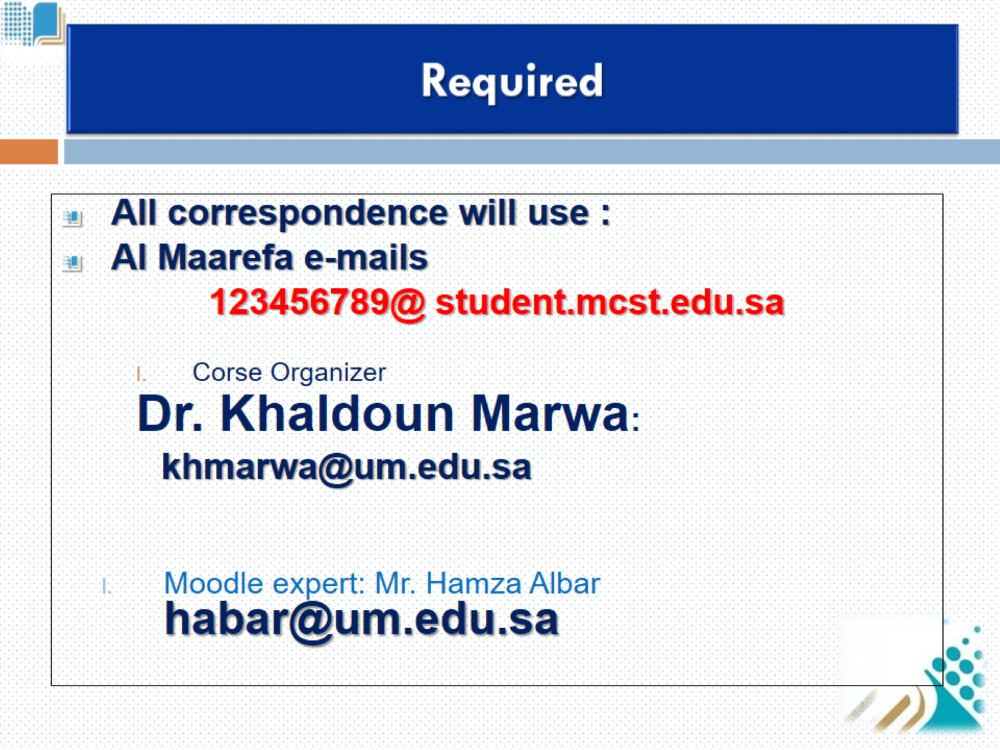 Required
All correspondence will use :
Al Maarefa e-mails
123456789@ student.mcst.edu.sa
I. Corse Organizer
Dr. Khaldoun Marwa:
khmarwa@um.edu.sa
I. Moodle expert: Mr. Hamza Albar
habar@um.edu.sa